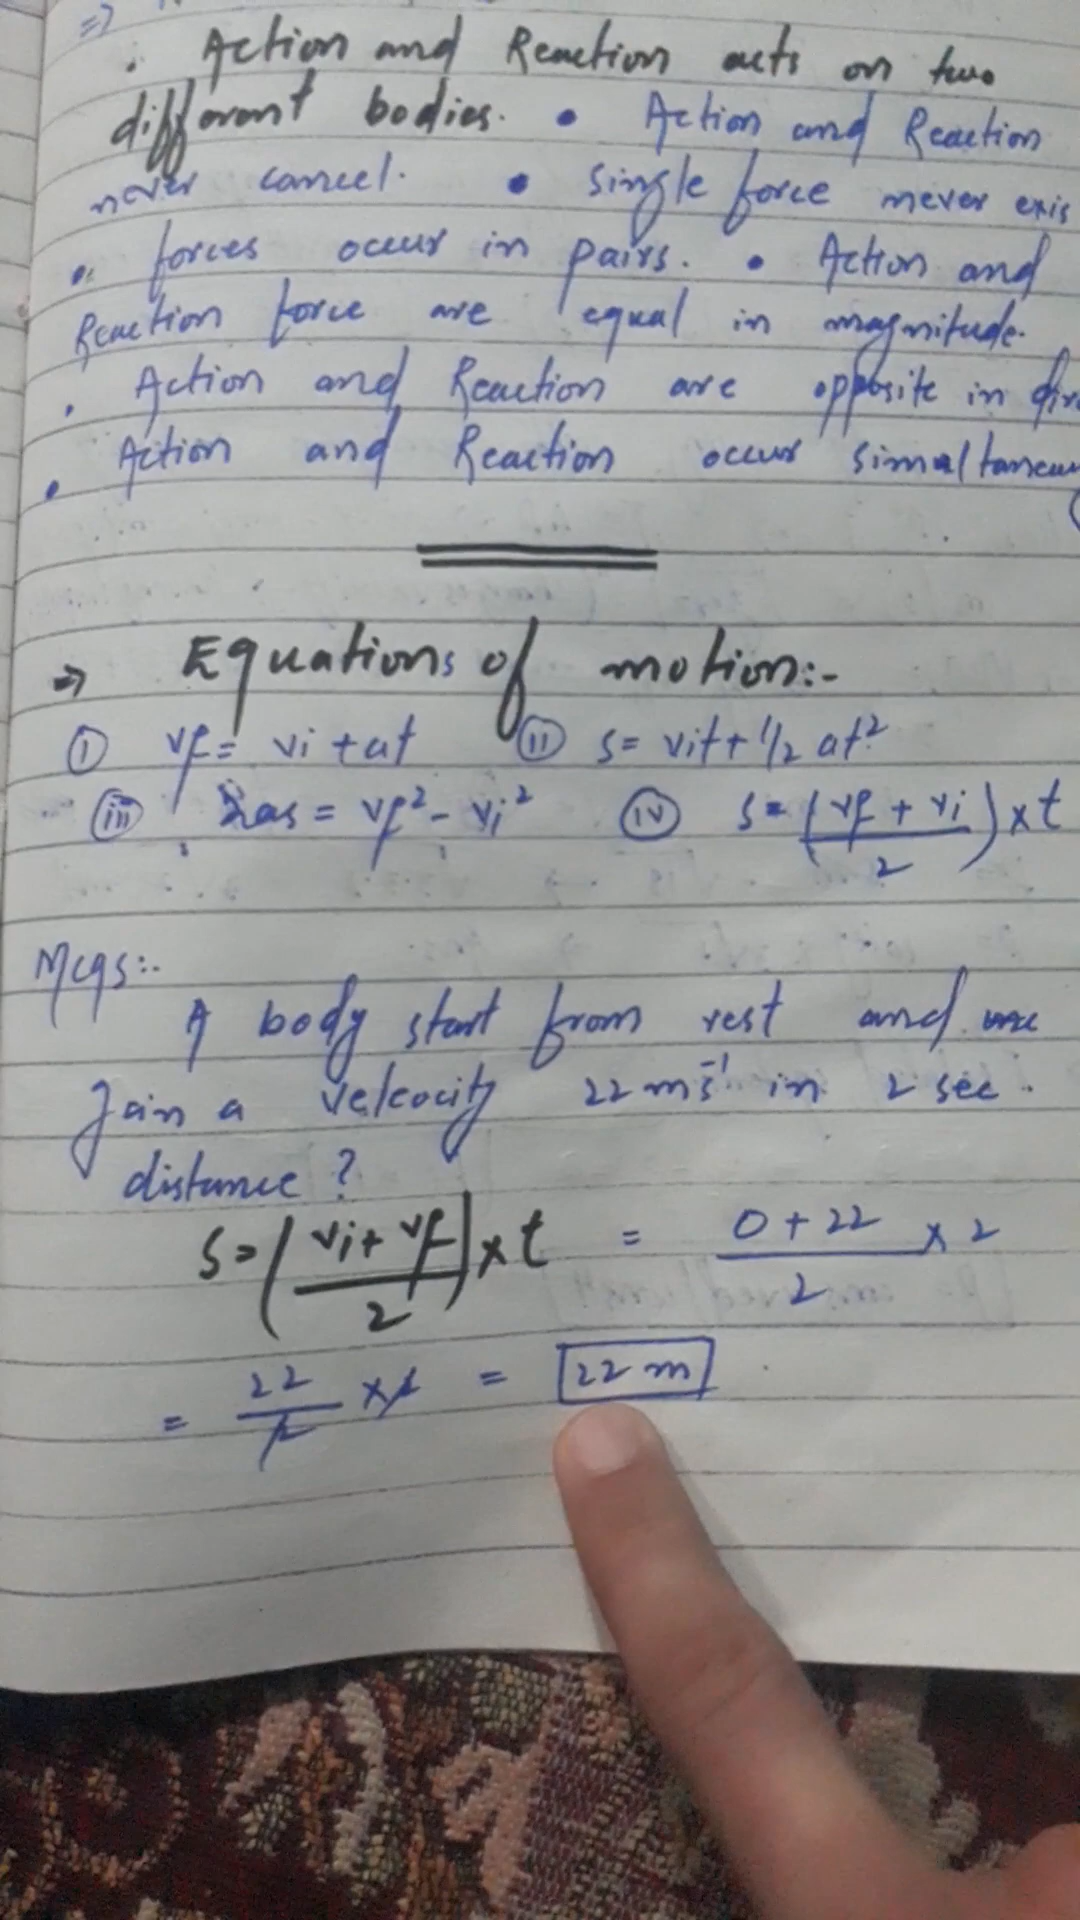 =>
. Action and Reaction acts on two
different bodies. • Action and Reaction
never cancel. • Single force never exis
• forces occur in pairs. • Action and
Reaction force are equal in magnitude.
. Action and Reaction are opposite in dire
• Action and Reaction occur simultaneou
=> Equations of motion:-
(i) vf = vi + at (ii) s = vit + 1/2 at²
(iii) 2as = vf² - vi² (iv) s = (vf + vi / 2) × t
Mcqs:-
A body start from rest and
gain a velcocity 22 ms⁻¹ in 2 sec.
distance?
S = (vi + vf / 2) × t = 0 + 22 / 2 × 2
= 22 / 2 × 2 = 22 m